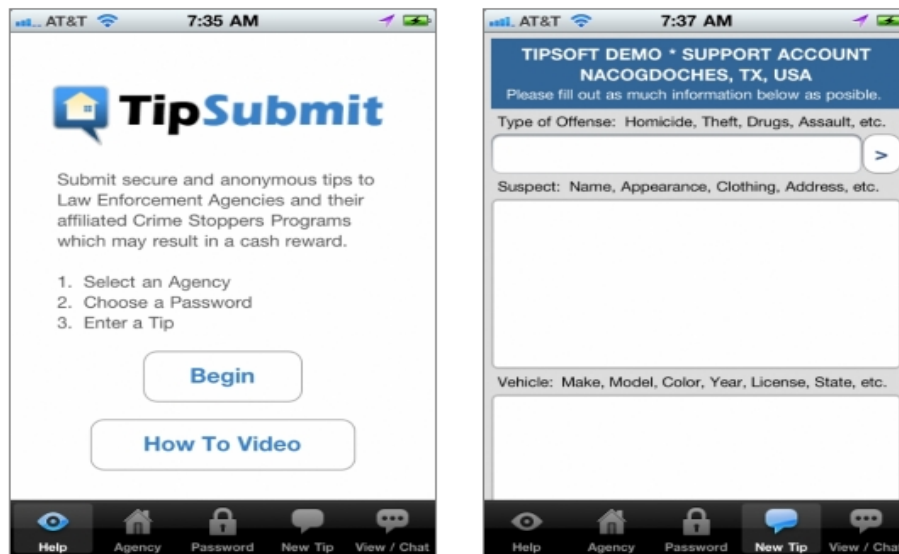 AT&T 7:35 AM
TipSubmit
Submit secure and anonymous tips to
Law Enforcement Agencies and their
affiliated Crime Stoppers Programs
which may result in a cash reward.
1. Select an Agency
2. Choose a Password
3. Enter a Tip
Begin
How To Video
Help Agency Password New Tip View / Chat
AT&T 7:37 AM
TIPSOFT DEMO * SUPPORT ACCOUNT
NACOGDOCHES, TX, USA
Please fill out as much information below as posible.
Type of Offense: Homicide, Theft, Drugs, Assault, etc.
>
Suspect: Name, Appearance, Clothing, Address, etc.
Vehicle: Make, Model, Color, Year, License, State, etc.
Help Agency Password New Tip View / Chat